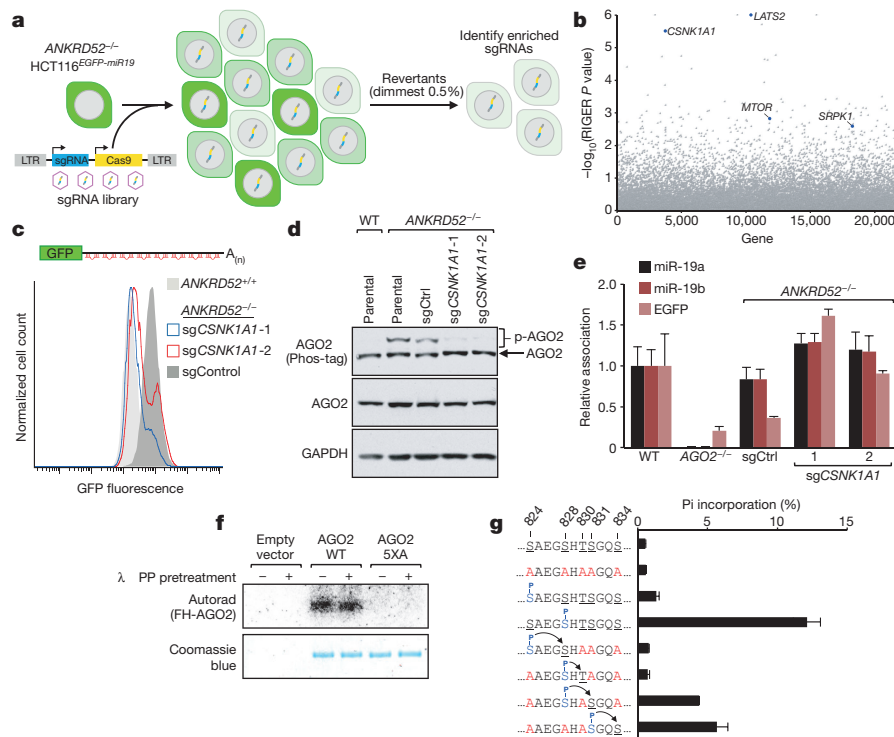 a
ANKRD52–/–
HCT116EGFP-miR19
LTR
sgRNA
Cas9
LTR
sgRNA library
Revertants
(dimmest 0.5%)
Identify enriched
sgRNAs
b
–log10(RIGER P value)
6
5
4
3
2
1
0
CSNK1A1
LATS2
MTOR
SRPK1
0
5,000
10,000
15,000
20,000
Gene
c
GFP
A(n)
Normalized cell count
ANKRD52+/+
ANKRD52–/–
sgCSNK1A1-1
sgCSNK1A1-2
sgControl
GFP fluorescence
d
WT
ANKRD52–/–
Parental
Parental
sgCtrl
sgCSNK1A1-1
sgCSNK1A1-2
AGO2
(Phos-tag)
p-AGO2
AGO2
AGO2
GAPDH
e
miR-19a
miR-19b
EGFP
ANKRD52–/–
Relative association
2.0
1.5
1.0
0.5
0
WT
AGO2–/–
sgCtrl
1
2
sgCSNK1A1
f
Empty
vector
AGO2
WT
AGO2
5XA
λ PP pretreatment
– + – + – +
Autorad
(FH-AGO2)
Coomassie
blue
g
Pi incorporation (%)
824 828 830 831 834
0 5 10 15
...SAEGSHTSGQS...
...AAEGAHAAGQA...
P
...SAEGSHTSGQS...
P
...SAEGSHTSGQS...
P
...SAEGSHAAGQA...
P
...AAEGSHTAGQA...
P
...AAEGSHASGQA...
P
...AAEGAHASGQS...